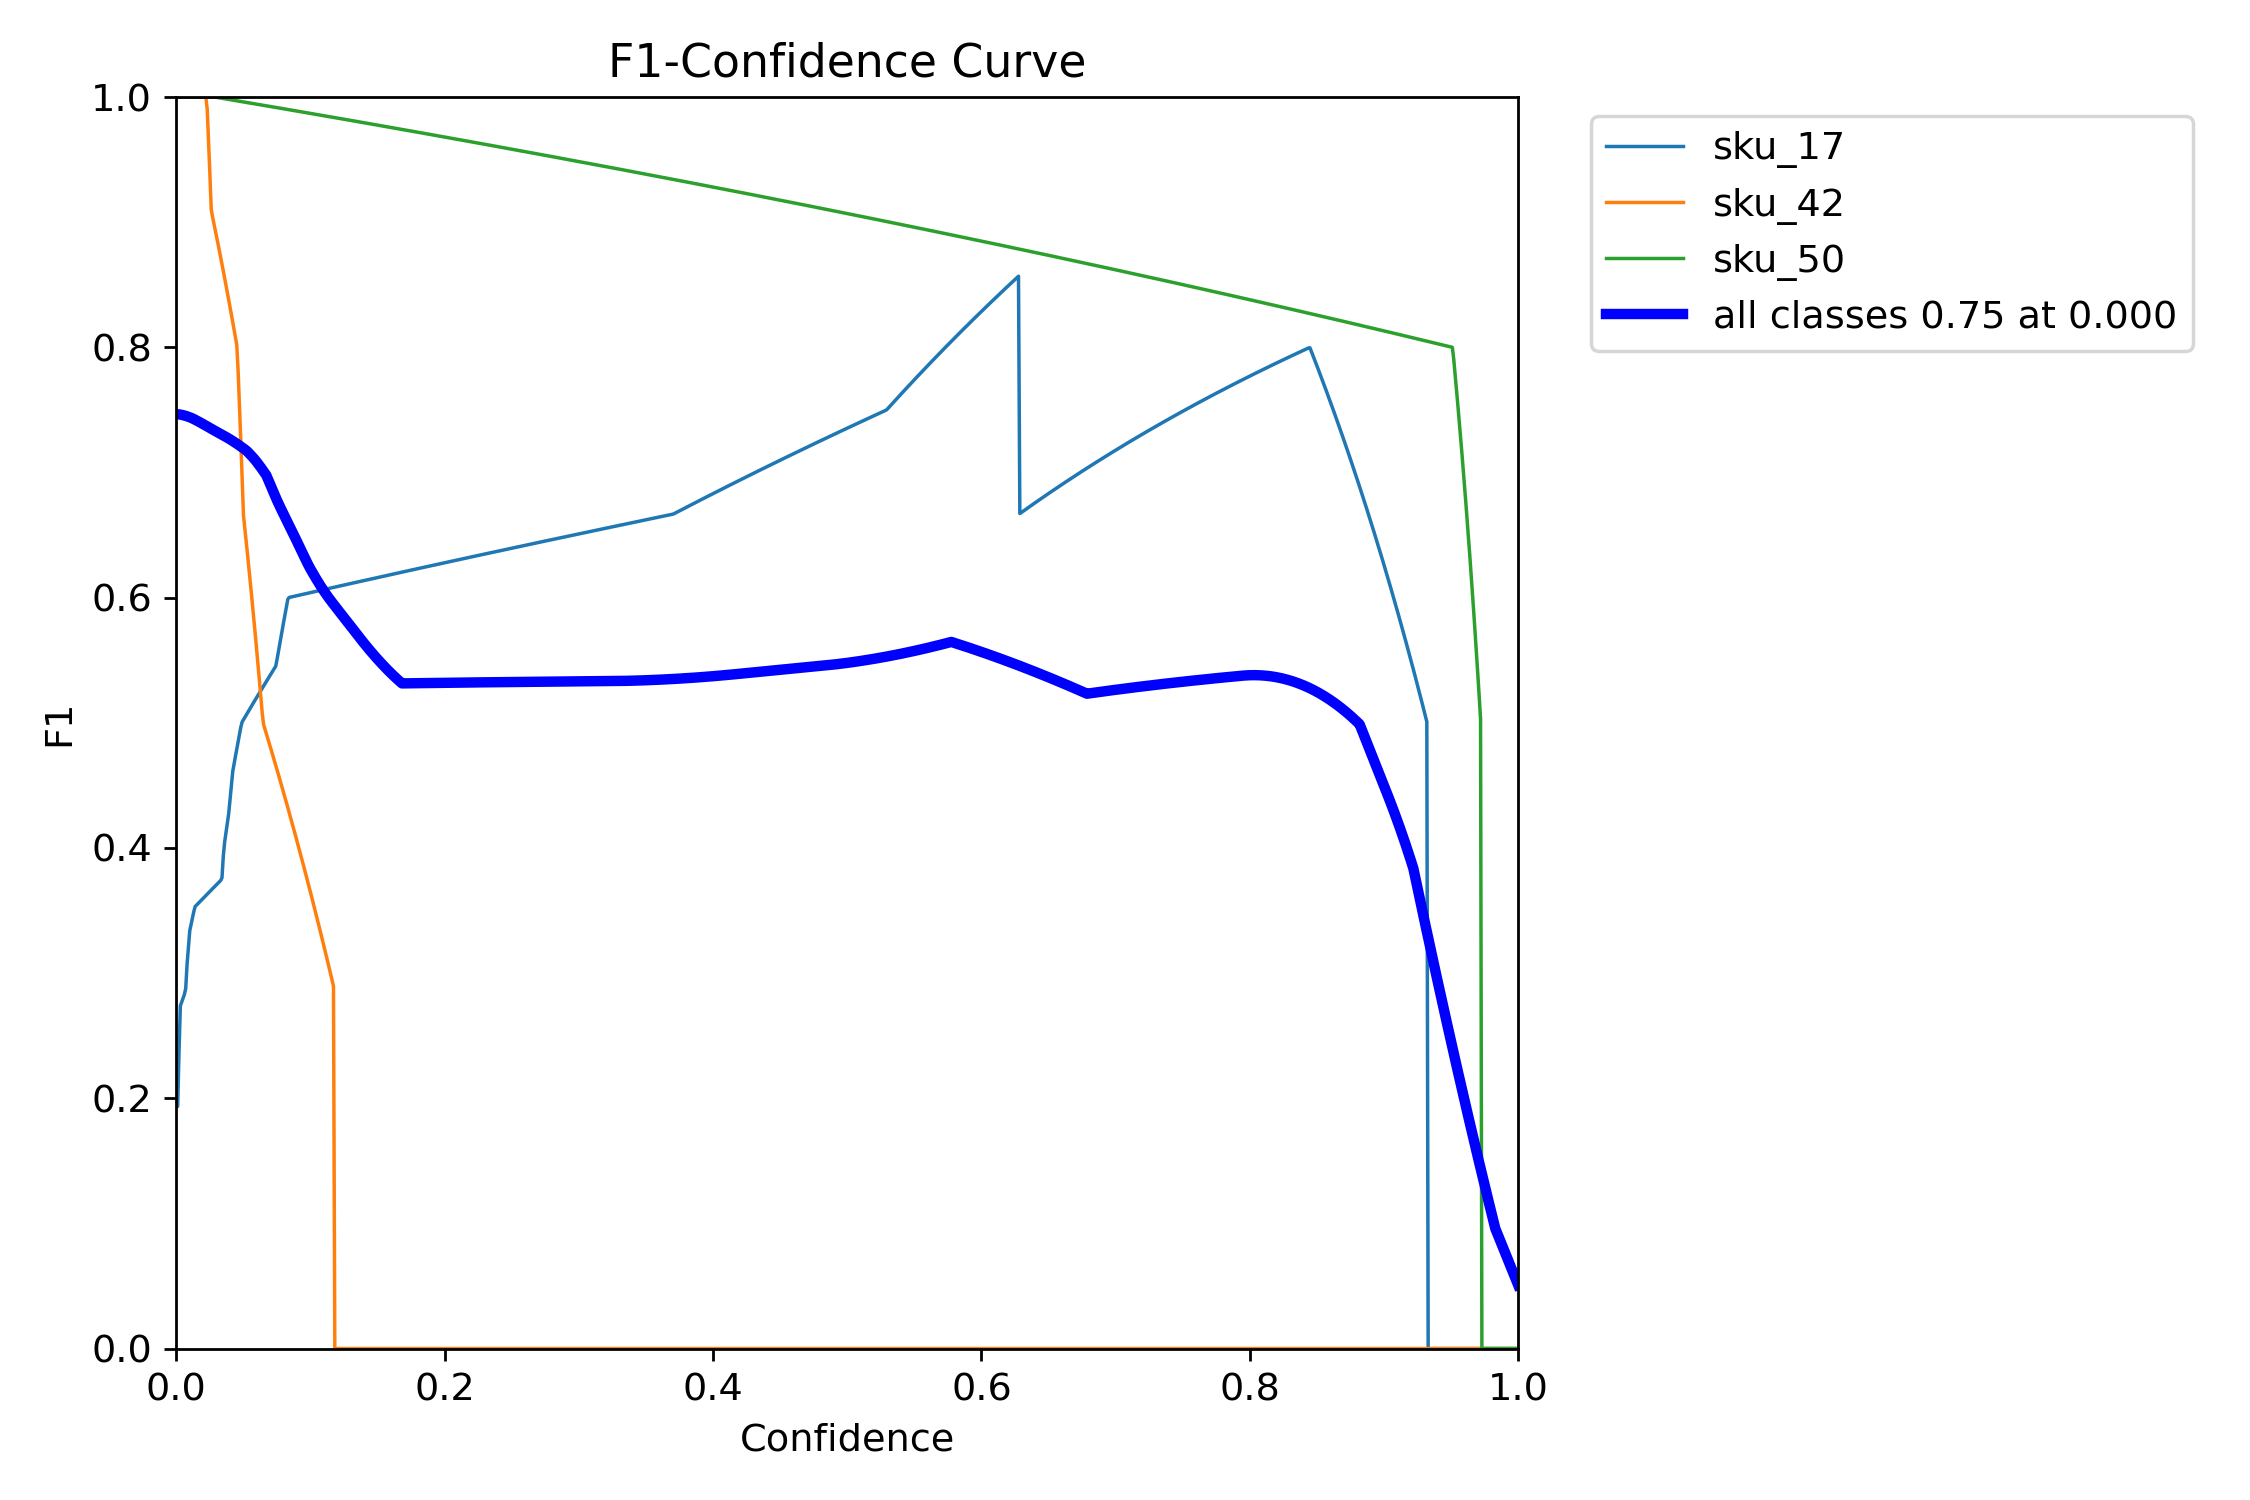 F1-Confidence Curve
1.0
0.8
0.6
0.4
0.2
0.0
F1
0.0 0.2 0.4 0.6 0.8 1.0
Confidence
sku_17
sku_42
sku_50
all classes 0.75 at 0.000